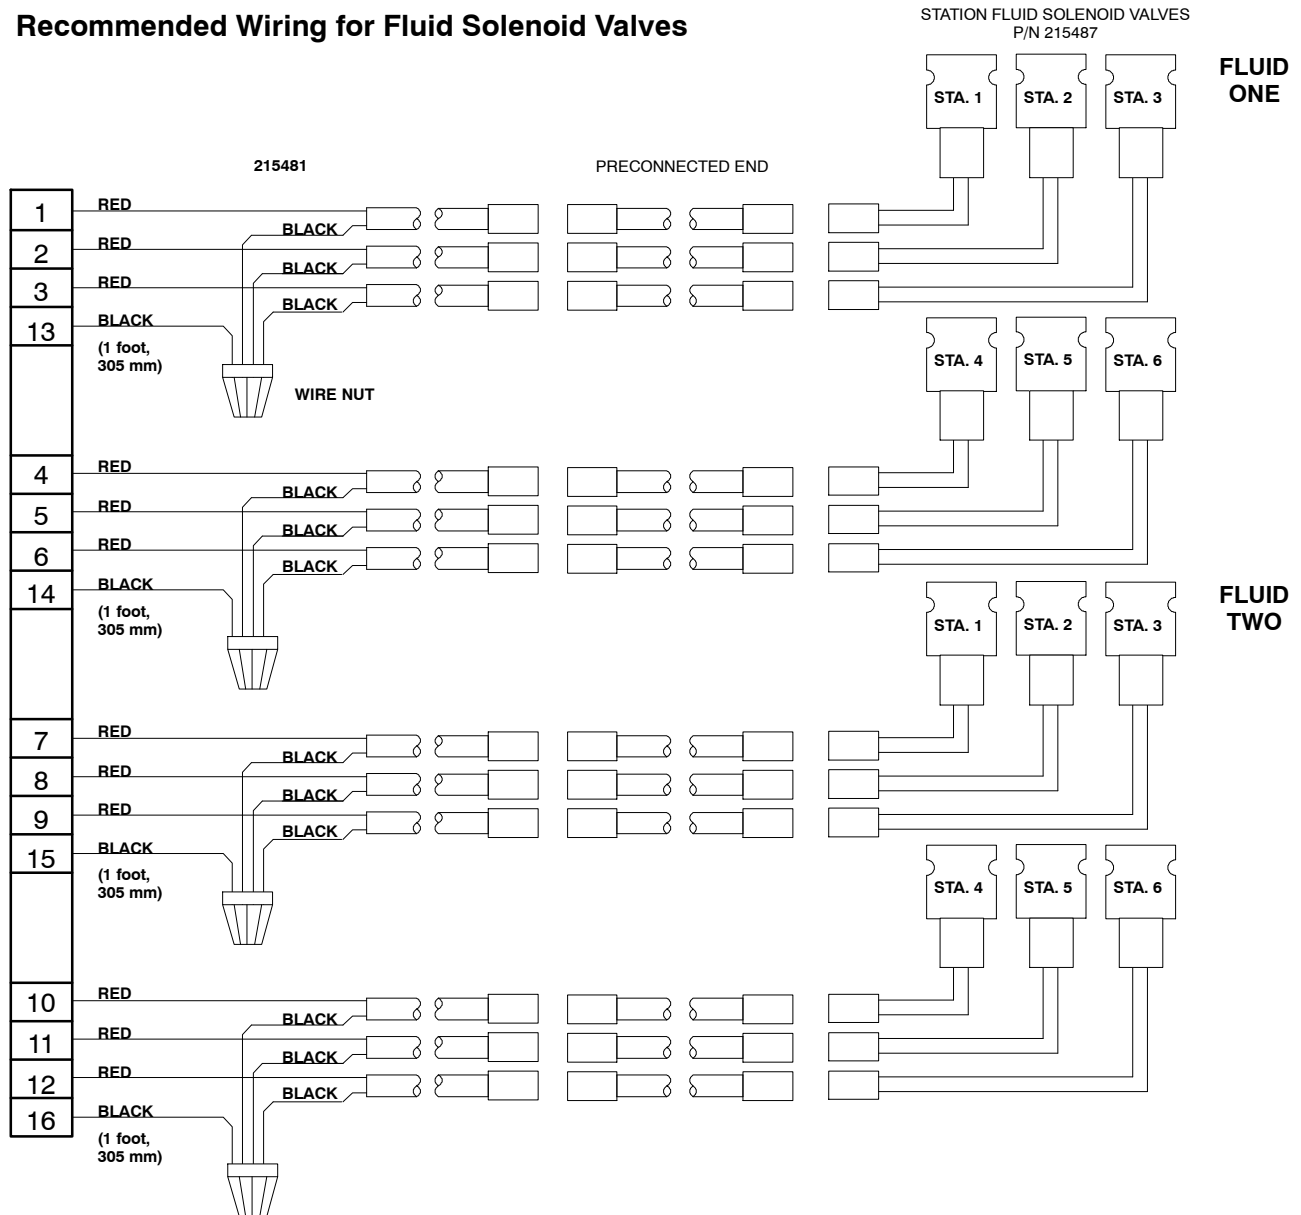 Recommended Wiring for Fluid Solenoid Valves
STATION FLUID SOLENOID VALVES
P/N 215487
FLUID
ONE
STA. 1
STA. 2
STA. 3
215481
PRECONNECTED END
1
RED
BLACK
2
RED
BLACK
3
RED
BLACK
13
BLACK
(1 foot,
305 mm)
WIRE NUT
STA. 4
STA. 5
STA. 6
4
RED
BLACK
5
RED
BLACK
6
RED
BLACK
14
BLACK
(1 foot,
305 mm)
FLUID
TWO
STA. 1
STA. 2
STA. 3
7
RED
BLACK
8
RED
BLACK
9
RED
BLACK
15
BLACK
(1 foot,
305 mm)
STA. 4
STA. 5
STA. 6
10
RED
BLACK
11
RED
BLACK
12
RED
BLACK
16
BLACK
(1 foot,
305 mm)